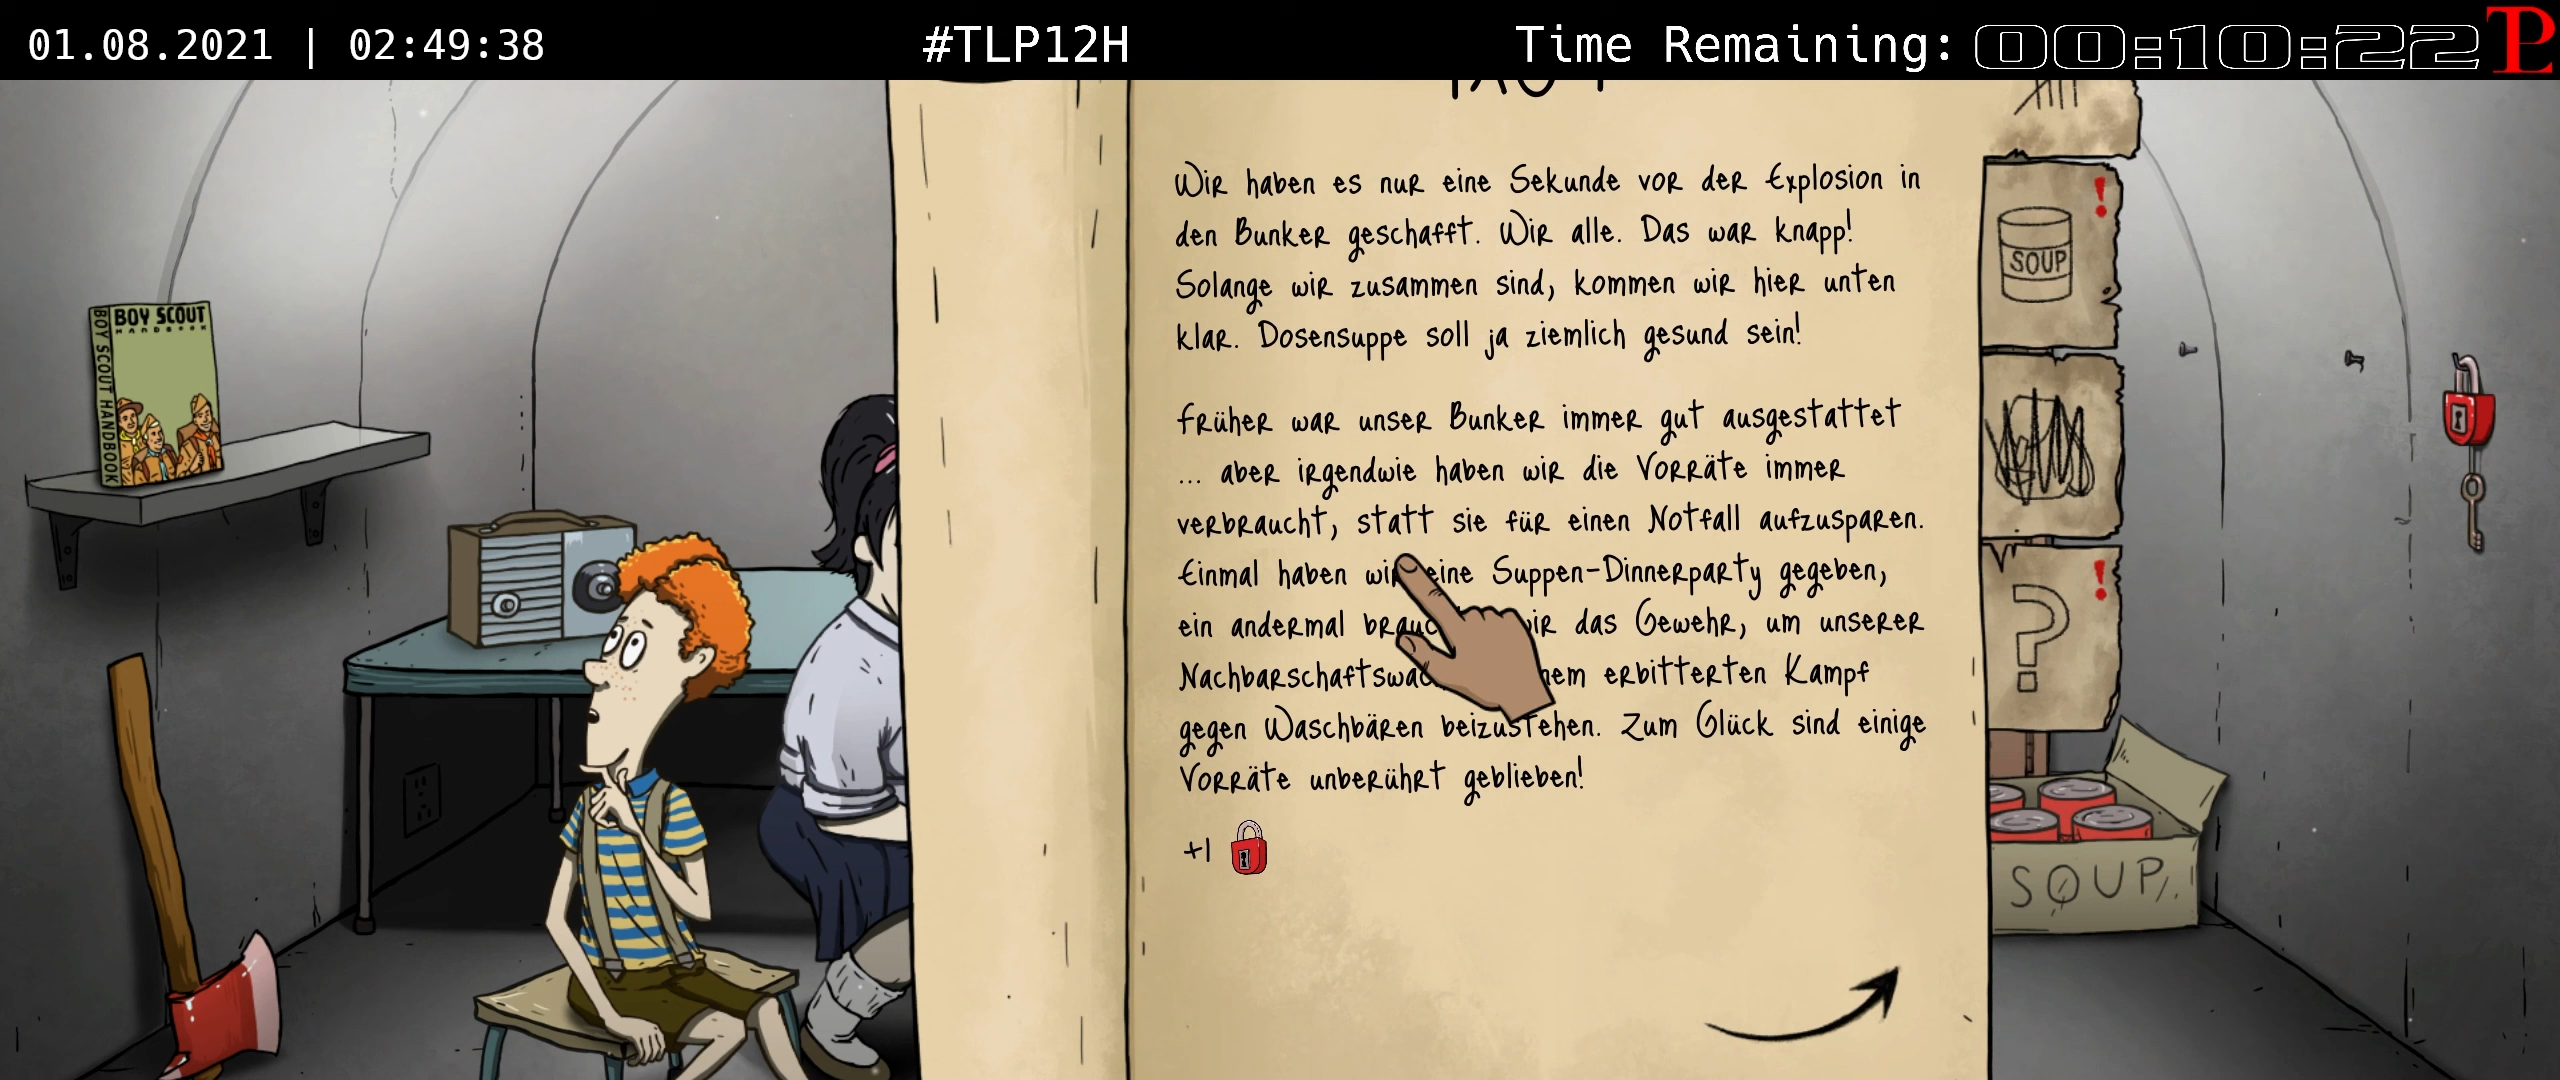 01.08.2021 | 02:49:38
#TLP12H
Time Remaining: 00:10:22
TP
Wir haben es nur eine Sekunde vor der Explosion in
den Bunker geschafft. Wir alle. Das war knapp!
Solange wir zusammen sind, kommen wir hier unten
klar. Dosensuppe soll ja ziemlich gesund sein!
Früher war unser Bunker immer gut ausgestattet
... aber irgendwie haben wir die Vorräte immer
verbraucht, statt sie für einen Notfall aufzusparen.
Einmal haben wir eine Suppen-Dinnerparty gegeben,
ein andermal das Gewehr, um unserer
erbitterten Kampf
gegen Waschbären beizustehen. Zum Glück sind einige
Vorräte unberührt geblieben!
+1
BOY SCOUT
HANDBOOK
BOY SCOUT HANDBOOK
!
SOUP
!
?
SOUP